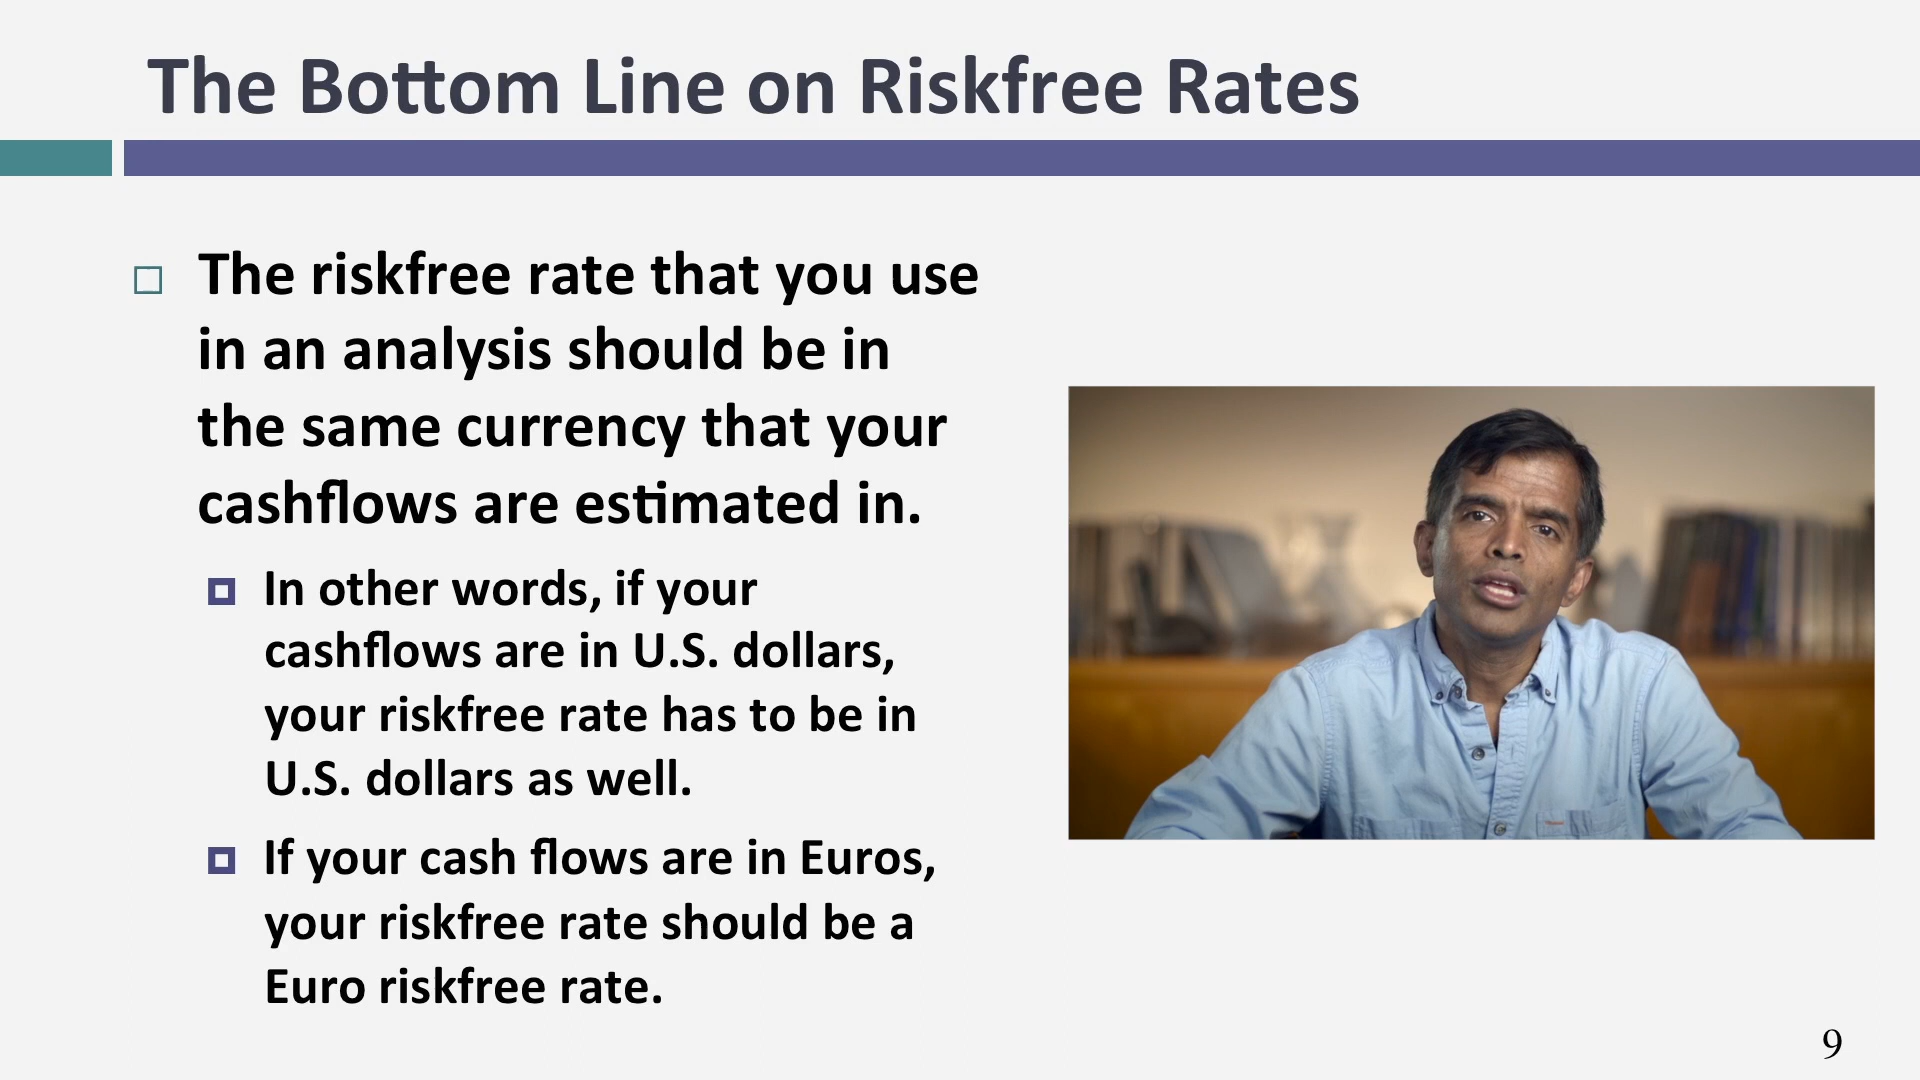 The Bottom Line on Riskfree Rates
The riskfree rate that you use
in an analysis should be in
the same currency that your
cashflows are estimated in.
In other words, if your
cashflows are in U.S. dollars,
your riskfree rate has to be in
U.S. dollars as well.
If your cash flows are in Euros,
your riskfree rate should be a
Euro riskfree rate.
9